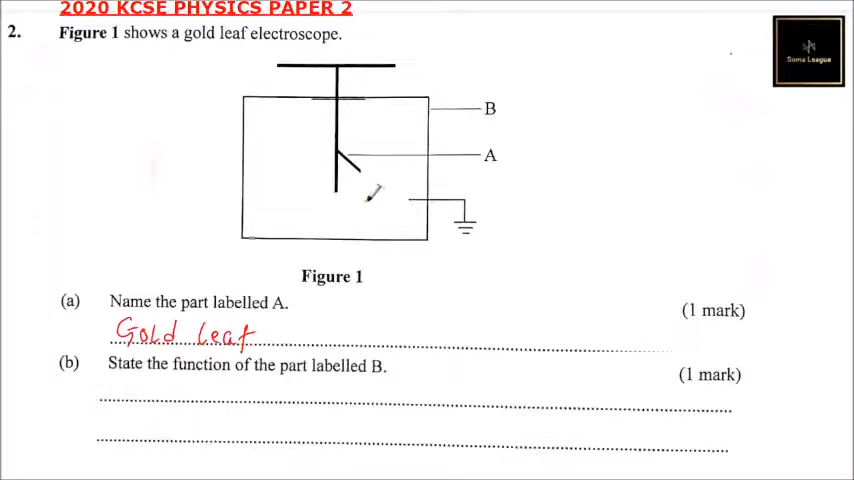 2020 KCSE PHYSICS PAPER 2
2. Figure 1 shows a gold leaf electroscope.
Soma League
B
A
Figure 1
(a) Name the part labelled A. (1 mark)
Gold leaf
(b) State the function of the part labelled B. (1 mark)